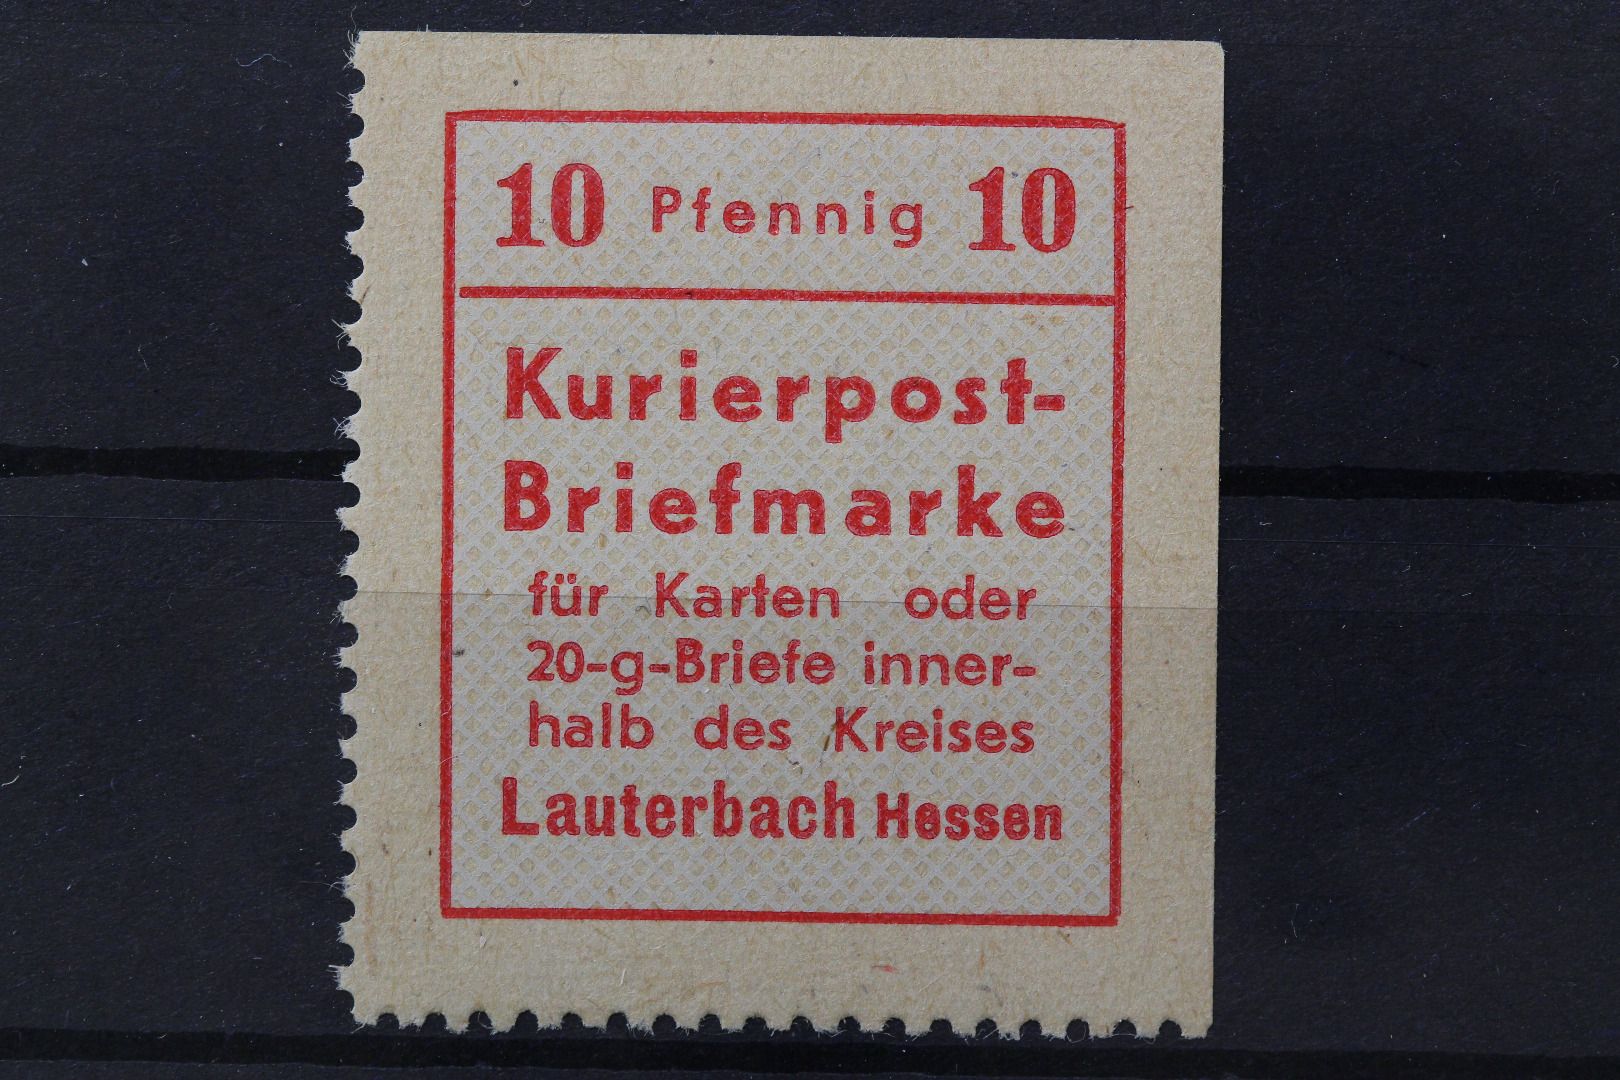 10 Pfennig 10
Kurierpost-
Briefmarke
für Karten oder
20-g-Briefe inner-
halb des Kreises
Lauterbach Hessen